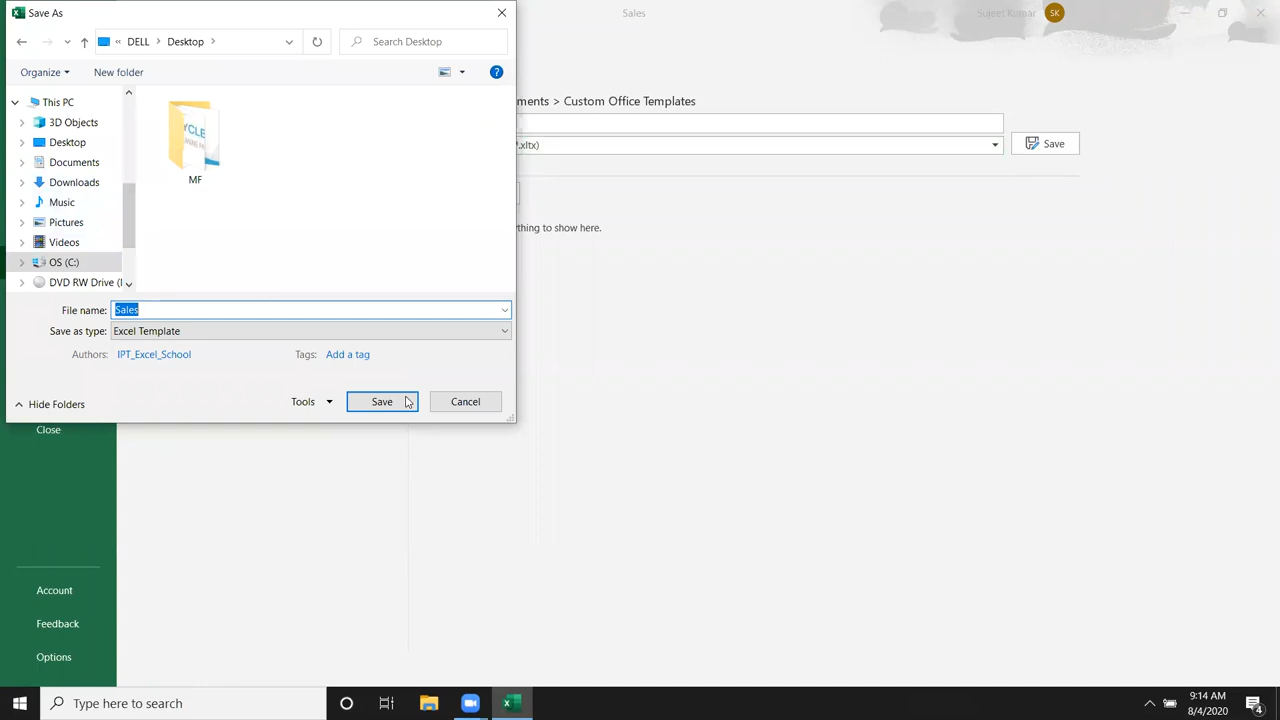 Save As
Sales
Sujeet Kumar
SK
DELL
Desktop
Search Desktop
Organize
New folder
?
This PC
3D Objects
Desktop
Documents
Downloads
Music
Pictures
Videos
OS (C:)
DVD RW Drive (
MF
ments > Custom Office Templates
.xltx)
Save
thing to show here.
File name:
Sales
Save as type:
Excel Template
Authors:
IPT_Excel_School
Tags:
Add a tag
Hide Folders
Tools
Save
Cancel
Close
Account
Feedback
Options
Type here to search
9:14 AM
8/4/2020
4